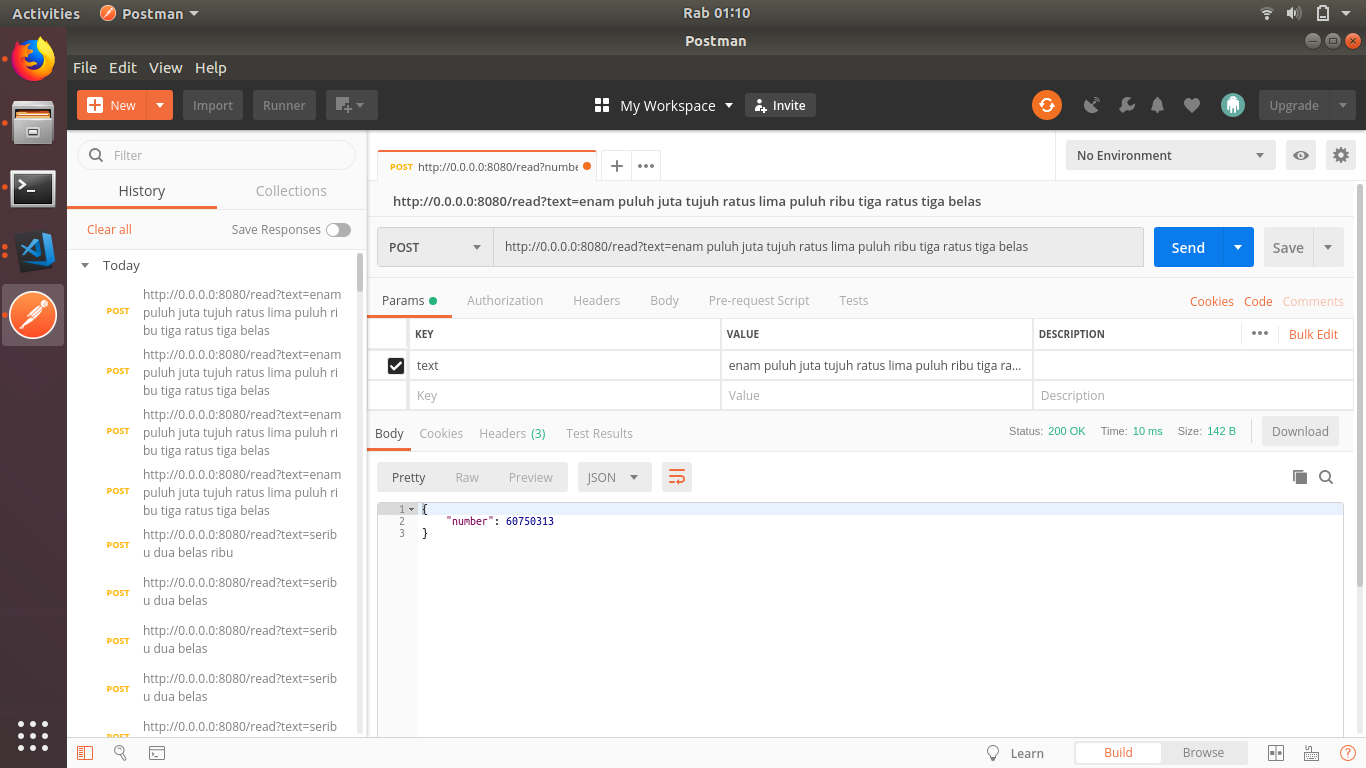 Activities
Postman
Rab 01:10
Postman
File Edit View Help
New
Import
Runner
My Workspace
Invite
Upgrade
Filter
History
Collections
Clear all
Save Responses
Today
POST
http://0.0.0.0:8080/read?text=enam
puluh juta tujuh ratus lima puluh ri
bu tiga ratus tiga belas
POST
http://0.0.0.0:8080/read?text=enam
puluh juta tujuh ratus lima puluh ri
bu tiga ratus tiga belas
POST
http://0.0.0.0:8080/read?text=enam
puluh juta tujuh ratus lima puluh ri
bu tiga ratus tiga belas
POST
http://0.0.0.0:8080/read?text=enam
puluh juta tujuh ratus lima puluh ri
bu tiga ratus tiga belas
POST
http://0.0.0.0:8080/read?text=serib
u dua belas ribu
POST
http://0.0.0.0:8080/read?text=serib
u dua belas
POST
http://0.0.0.0:8080/read?text=serib
u dua belas
POST
http://0.0.0.0:8080/read?text=serib
u dua belas
POST
http://0.0.0.0:8080/read?text=serib
POST http://0.0.0.0:8080/read?numbe
No Environment
http://0.0.0.0:8080/read?text=enam puluh juta tujuh ratus lima puluh ribu tiga ratus tiga belas
POST
http://0.0.0.0:8080/read?text=enam puluh juta tujuh ratus lima puluh ribu tiga ratus tiga belas
Send
Save
Params
Authorization
Headers
Body
Pre-request Script
Tests
Cookies
Code
Comments
KEY
VALUE
DESCRIPTION
Bulk Edit
text
enam puluh juta tujuh ratus lima puluh ribu tiga ra...
Key
Value
Description
Body
Cookies
Headers (3)
Test Results
Status: 200 OK
Time: 10 ms
Size: 142 B
Download
Pretty
Raw
Preview
JSON
1 {
2 "number": 60750313
3 }
Learn
Build
Browse